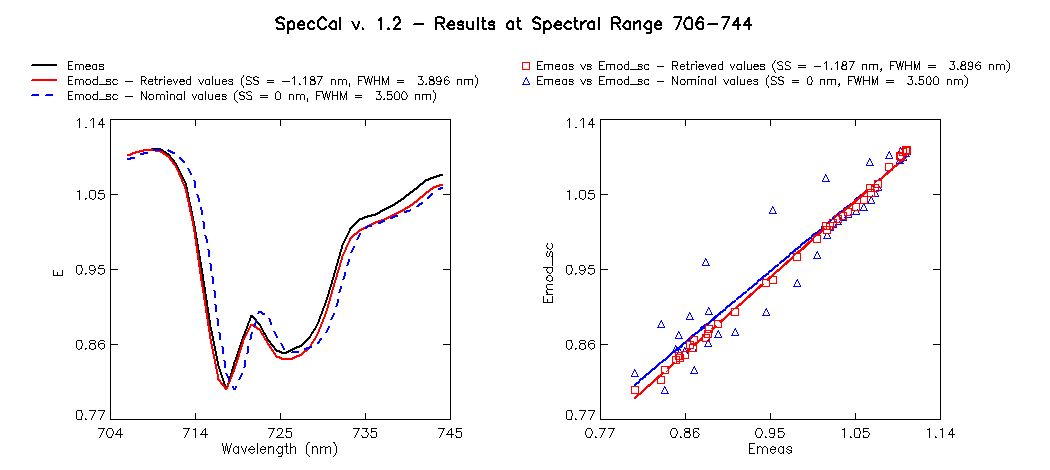 SpecCal v. 1.2 - Results at Spectral Range 706-744
Emeas
Emod_sc - Retrieved values (SS = -1.187 nm, FWHM = 3.896 nm)
Emod_sc - Nominal values (SS = 0 nm, FWHM = 3.500 nm)
1.14
1.05
0.95
0.86
0.77
E
704 714 725 735 745
Wavelength (nm)
Emeas vs Emod_sc - Retrieved values (SS = -1.187 nm, FWHM = 3.896 nm)
Emeas vs Emod_sc - Nominal values (SS = 0 nm, FWHM = 3.500 nm)
1.14
1.05
0.95
0.86
0.77
Emod_sc
0.77 0.86 0.95 1.05 1.14
Emeas